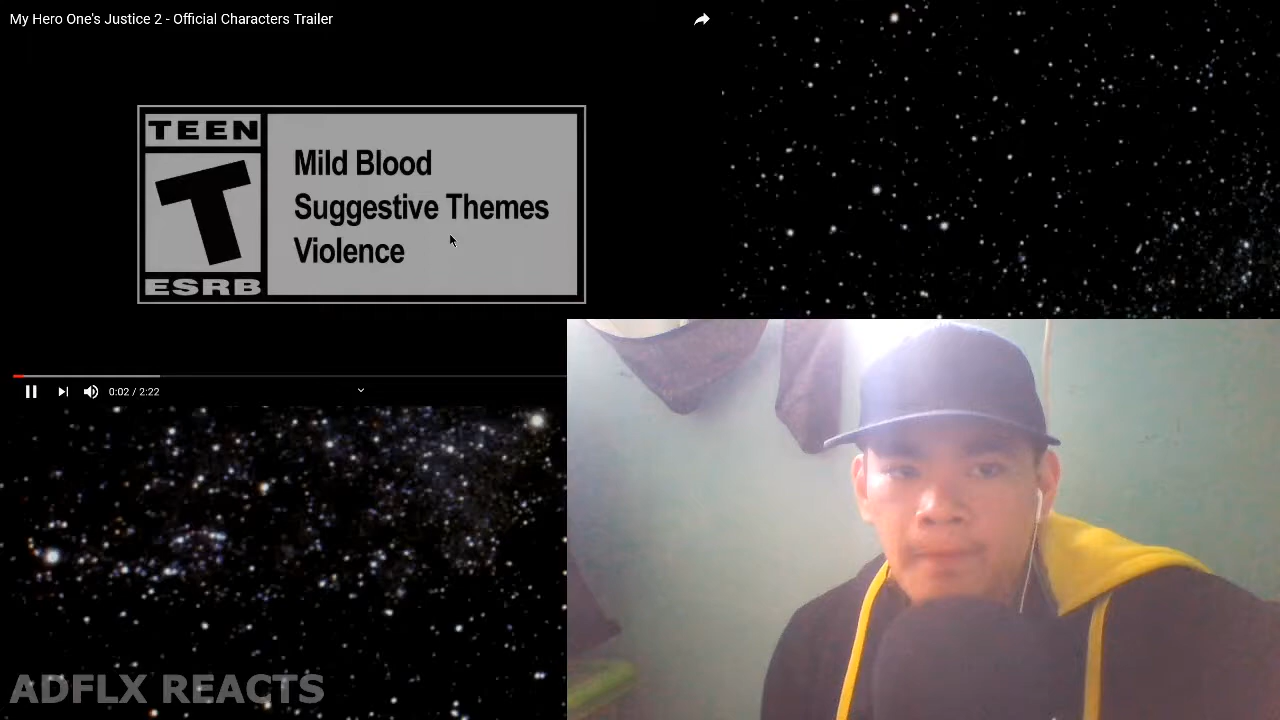 My Hero One's Justice 2 - Official Characters Trailer
TEEN
T
ESRB
Mild Blood
Suggestive Themes
Violence
0:02 / 2:22
ADFLX REACTS